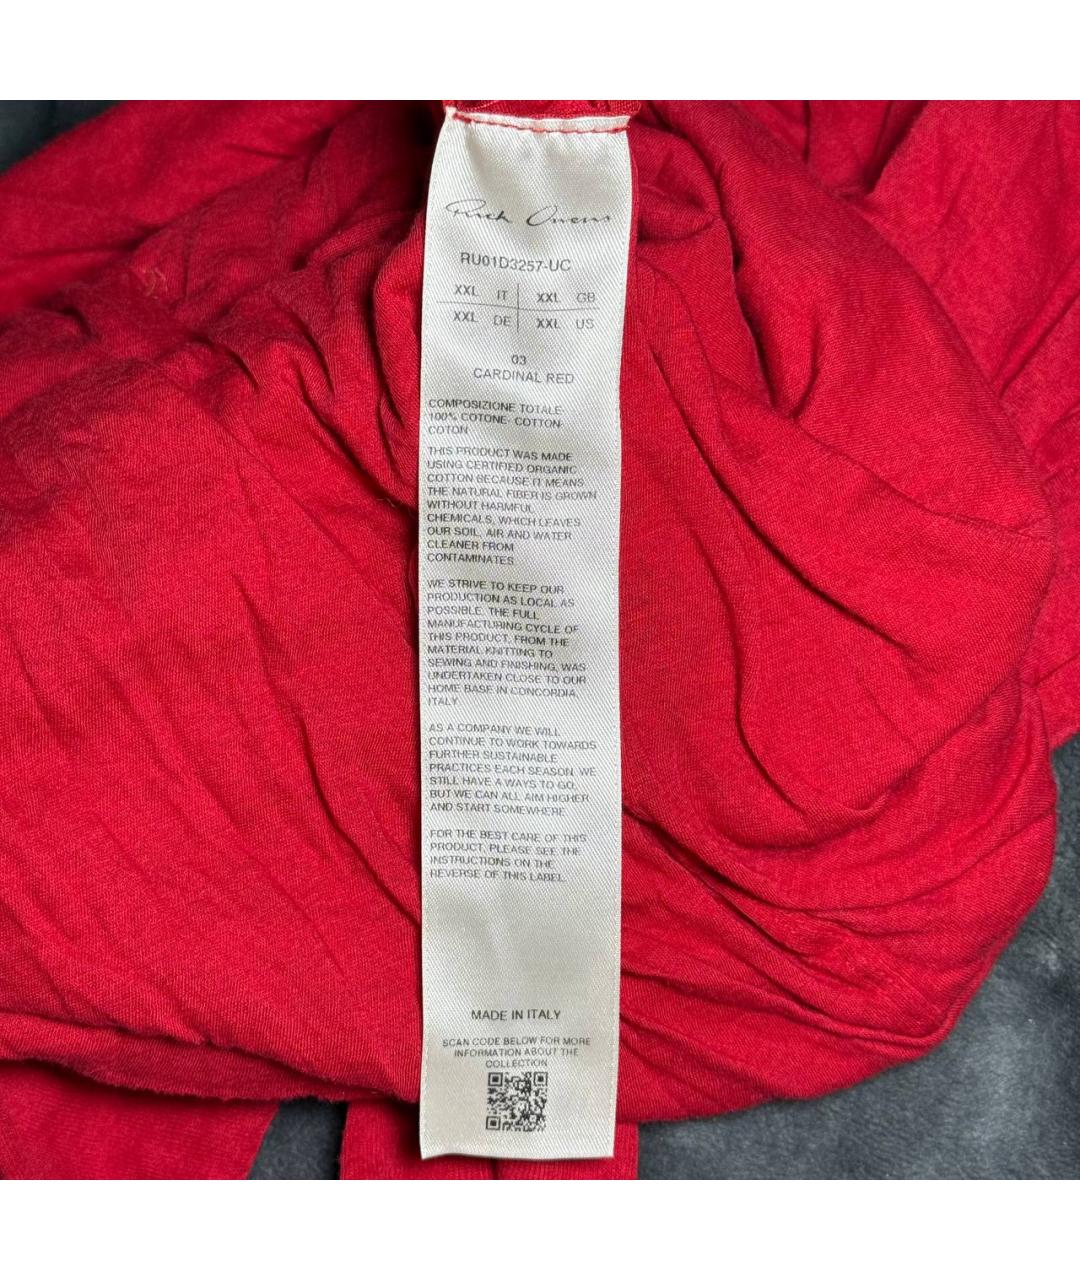 Rick Owens
RU01D3257-UC
XXL IT XXL GB
XXL DE XXL US
03
CARDINAL RED
COMPOSIZIONE TOTALE-
100% COTONE- COTTON-
COTON
THIS PRODUCT WAS MADE
USING CERTIFIED ORGANIC
COTTON BECAUSE IT MEANS
THE NATURAL FIBER IS GROWN
WITHOUT HARMFUL
CHEMICALS, WHICH LEAVES
OUR SOIL, AIR AND WATER
CLEANER FROM
CONTAMINATES.
WE STRIVE TO KEEP OUR
PRODUCTION AS LOCAL AS
POSSIBLE. THE FULL
MANUFACTURING CYCLE OF
THIS PRODUCT, FROM THE
MATERIAL KNITTING TO
SEWING AND FINISHING, WAS
UNDERTAKEN CLOSE TO OUR
HOME BASE IN CONCORDIA,
ITALY.
AS A COMPANY WE WILL
CONTINUE TO WORK TOWARDS
FURTHER SUSTAINABLE
PRACTICES EACH SEASON. WE
STILL HAVE A WAYS TO GO,
BUT WE CAN ALL AIM HIGHER
AND START SOMEWHERE.
FOR THE BEST CARE OF THIS
PRODUCT, PLEASE SEE THE
INSTRUCTIONS ON THE
REVERSE OF THIS LABEL.
MADE IN ITALY
SCAN CODE BELOW FOR MORE
INFORMATION ABOUT THE
COLLECTION